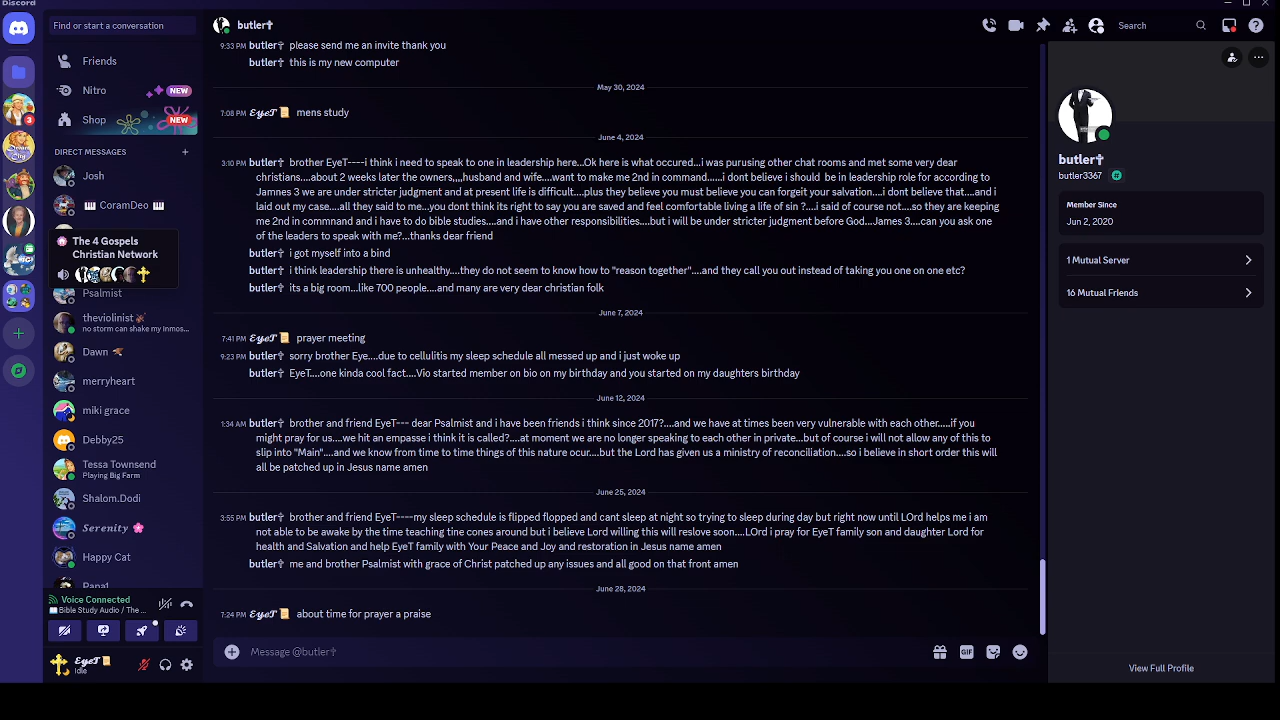 Discord
Find or start a conversation
Friends
Nitro
NEW
Shop
NEW
DIRECT MESSAGES
Josh
CoramDeo
The 4 Gospels
Christian Network
Psalmist
theviolinist
no storm can shake my inmos...
Dawn
merryheart
miki grace
Debby25
Tessa Townsend
Playing Big Farm
Shalom.Dodi
Serenity
Happy Cat
Papa1
Voice Connected
Bible Study Audio / The ...
EyeT
Idle
3
butler✞
9:33 PM butler✞ please send me an invite thank you
butler✞ this is my new computer
May 30, 2024
7:08 PM EyeT mens study
June 4, 2024
3:10 PM butler✞ brother EyeT----i think i need to speak to one in leadership here...Ok here is what occured...i was purusing other chat rooms and met some very dear
christians....about 2 weeks later the owners,,,,husband and wife....want to make me 2nd in command......i dont believe i should be in leadership role for according to
Jamnes 3 we are under stricter judgment and at present life is difficult....plus they believe you must believe you can forgeit your salvation....i dont believe that....and i
laid out my case....all they said to me...you dont think its right to say you are saved and feel comfortable living a life of sin ?....i said of course not....so they are keeping
me 2nd in commnand and i have to do bible studies....and i have other responsibilities....but i will be under stricter judgment before God...James 3....can you ask one
of the leaders to speak with me?...thanks dear friend
butler✞ i got myself into a bind
butler✞ i think leadership there is unhealthy....they do not seem to know how to "reason together"....and they call you out instead of taking you one on one etc?
butler✞ its a big room...like 700 people....and many are very dear christian folk
June 7, 2024
7:41 PM EyeT prayer meeting
9:23 PM butler✞ sorry brother Eye....due to cellulitis my sleep schedule all messed up and i just woke up
butler✞ EyeT....one kinda cool fact....Vio started member on bio on my birthday and you started on my daughters birthday
June 12, 2024
1:34 AM butler✞ brother and friend EyeT--- dear Psalmist and i have been friends i think since 2017?....and we have at times been very vulnerable with each other.....if you
might pray for us....we hit an empasse i think it is called?....at moment we are no longer speaking to each other in private...but of course i will not allow any of this to
slip into "Main"....and we know from time to time things of this nature ocur....but the Lord has given us a ministry of reconciliation....so i believe in short order this will
all be patched up in Jesus name amen
June 25, 2024
3:55 PM butler✞ brother and friend EyeT----my sleep schedule is flipped flopped and cant sleep at night so trying to sleep during day but right now until LOrd helps me i am
not able to be awake by the time teaching tine cones around but i believe Lord willing this will reslove soon....LOrd i pray for EyeT family son and daughter Lord for
health and Salvation and help EyeT family with Your Peace and Joy and restoration in Jesus name amen
butler✞ me and brother Psalmist with grace of Christ patched up any issues and all good on that front amen
June 28, 2024
7:24 PM EyeT about time for prayer a praise
Message @butler✞
GIF
Search
butler✞
butler3367
Member Since
Jun 2, 2020
1 Mutual Server
16 Mutual Friends
View Full Profile